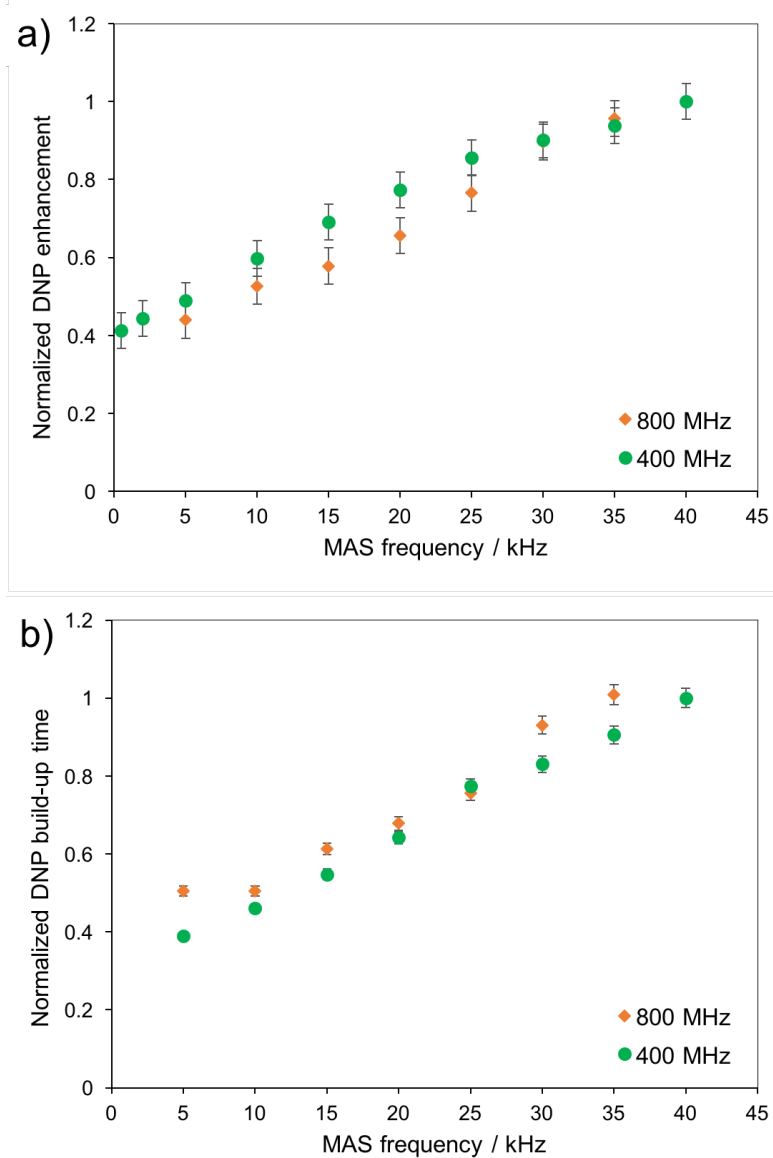 a)
Normalized DNP enhancement
1.2
1
0.8
0.6
0.4
0.2
0
0 5 10 15 20 25 30 35 40 45
MAS frequency / kHz
800 MHz
400 MHz
b)
Normalized DNP build-up time
1.2
1
0.8
0.6
0.4
0.2
0
0 5 10 15 20 25 30 35 40 45
MAS frequency / kHz
800 MHz
400 MHz